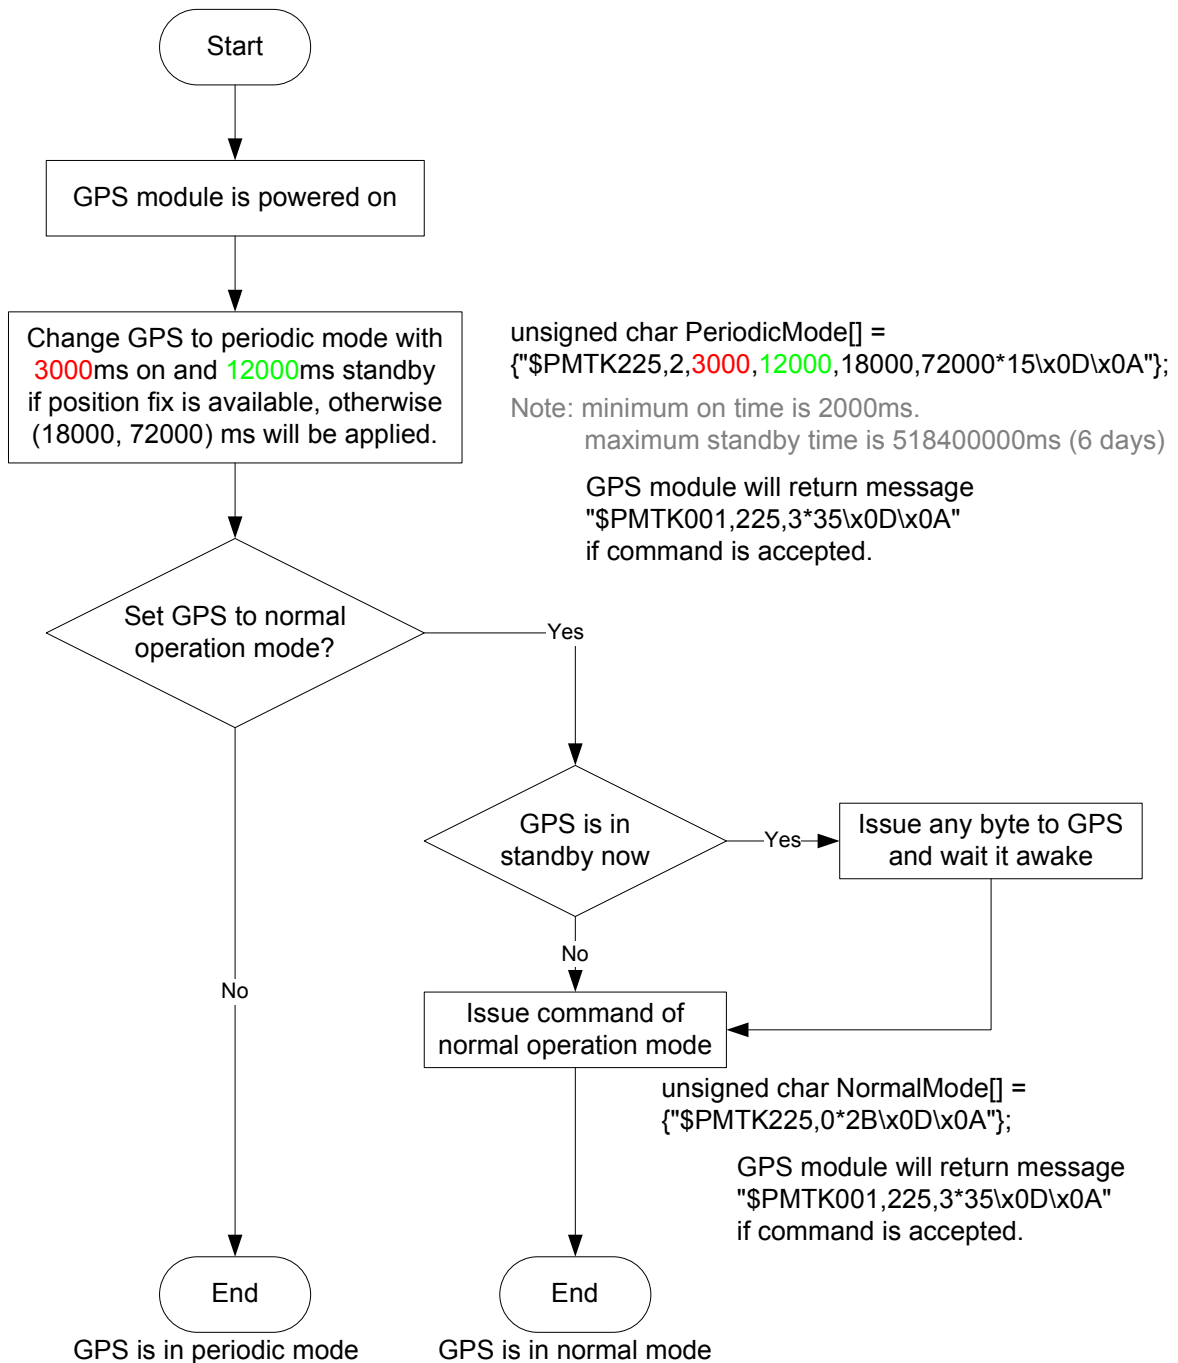 Start
GPS module is powered on
Change GPS to periodic mode with
3000ms on and 12000ms standby
if position fix is available, otherwise
(18000, 72000) ms will be applied.
unsigned char PeriodicMode[] =
{"$PMTK225,2,3000,12000,18000,72000*15\x0D\x0A"};
Note: minimum on time is 2000ms.
maximum standby time is 518400000ms (6 days)
GPS module will return message
"$PMTK001,225,3*35\x0D\x0A"
if command is accepted.
Set GPS to normal
operation mode?
Yes
GPS is in
standby now
Yes
Issue any byte to GPS
and wait it awake
No
No
Issue command of
normal operation mode
unsigned char NormalMode[] =
{"$PMTK225,0*2B\x0D\x0A"};
GPS module will return message
"$PMTK001,225,3*35\x0D\x0A"
if command is accepted.
End
GPS is in periodic mode
End
GPS is in normal mode